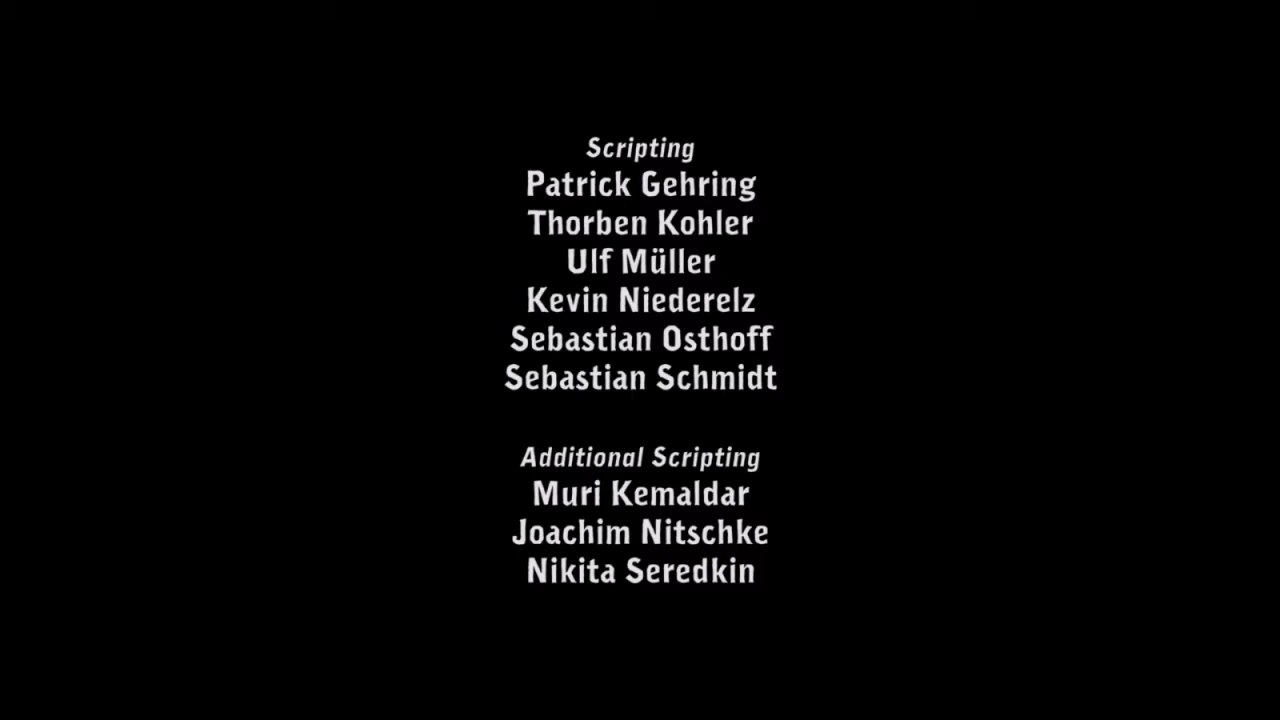 Scripting
Patrick Gehring
Thorben Kohler
Ulf Müller
Kevin Niederelz
Sebastian Osthoff
Sebastian Schmidt
Additional Scripting
Muri Kemaldar
Joachim Nitschke
Nikita Seredkin